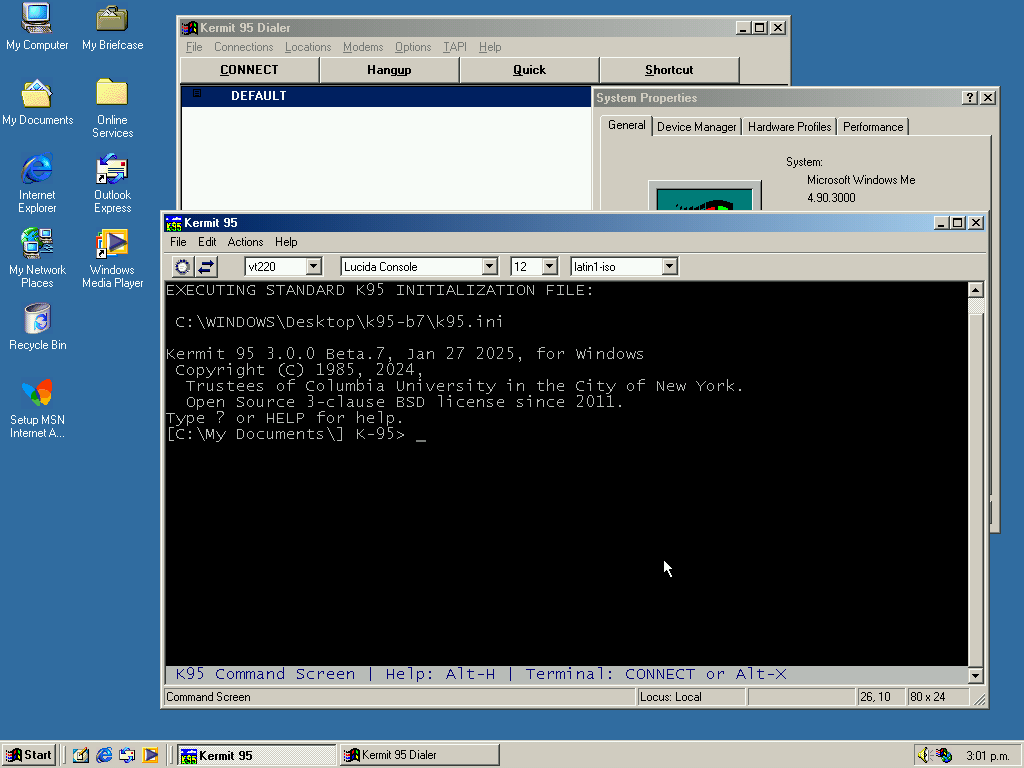 My Computer
My Briefcase
My Documents
Online
Services
Internet
Explorer
Outlook
Express
My Network
Places
Windows
Media Player
Recycle Bin
Setup MSN
Internet A...
Kermit 95 Dialer
File Connections Locations Modems Options TAPI Help
CONNECT Hangup Quick Shortcut
DEFAULT
System Properties
General Device Manager Hardware Profiles Performance
System:
Microsoft Windows Me
4.90.3000
K95 Kermit 95
File Edit Actions Help
vt220 Lucida Console 12 latin1-iso
EXECUTING STANDARD K95 INITIALIZATION FILE:
C:\WINDOWS\Desktop\k95-b7\k95.ini
Kermit 95 3.0.0 Beta.7, Jan 27 2025, for Windows
Copyright (C) 1985, 2024,
Trustees of Columbia University in the City of New York.
Open Source 3-clause BSD license since 2011.
Type ? or HELP for help.
[C:\My Documents\] K-95> _
K95 Command Screen | Help: Alt-H | Terminal: CONNECT or Alt-X
Command Screen Locus: Local 26, 10 80 x 24
Start K95 Kermit 95 Kermit 95 Dialer 3:01 p.m.